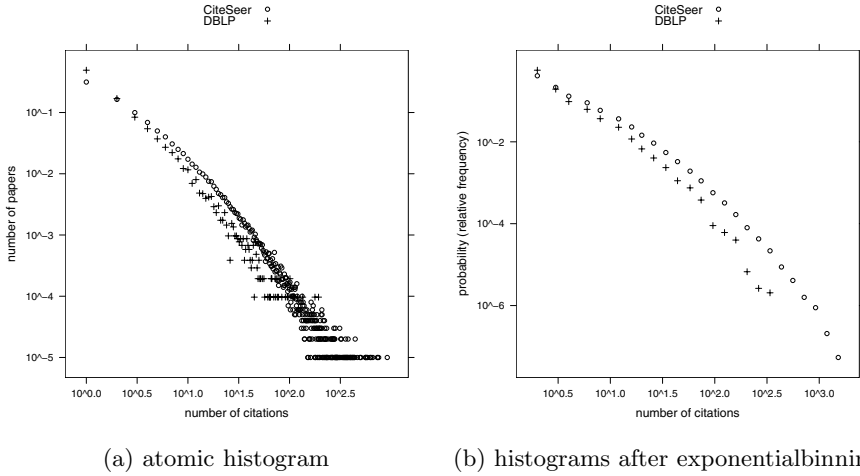 CiteSeer
DBLP
number of papers
10^−1
10^−2
10^−3
10^−4
10^−5
10^0.0 10^0.5 10^1.0 10^1.5 10^2.0 10^2.5
number of citations
(a) atomic histogram
CiteSeer
DBLP
probability (relative frequency)
10^−2
10^−4
10^−6
10^0.5 10^1.0 10^1.5 10^2.0 10^2.5 10^3.0
number of citations
(b) histograms after exponentialbinni